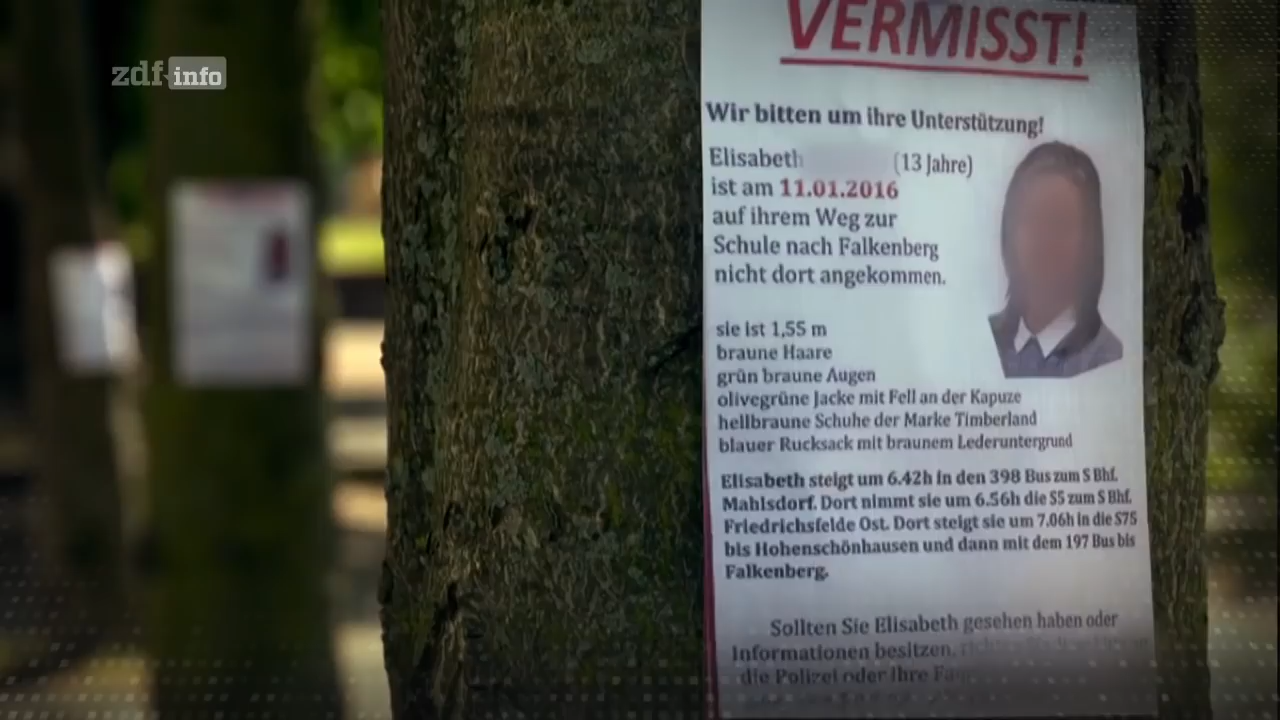 zdf info
VERMISST!
Wir bitten um ihre Unterstützung!
Elisabeth (13 Jahre)
ist am 11.01.2016
auf ihrem Weg zur
Schule nach Falkenberg
nicht dort angekommen.
sie ist 1,55 m
braune Haare
grün braune Augen
olivegrüne Jacke mit Fell an der Kapuze
hellbraune Schuhe der Marke Timberland
blauer Rucksack mit braunem Lederuntergrund
Elisabeth steigt um 6.42h in den 398 Bus zum S Bhf.
Mahlsdorf. Dort nimmt sie um 6.56h die S5 zum S Bhf.
Friedrichsfelde Ost. Dort steigt sie um 7.06h in die S75
bis Hohenschönhausen und dann mit dem 197 Bus bis
Falkenberg.
Sollten Sie Elisabeth gesehen haben oder
Informationen besitzen,
die Polizei oder Ihre